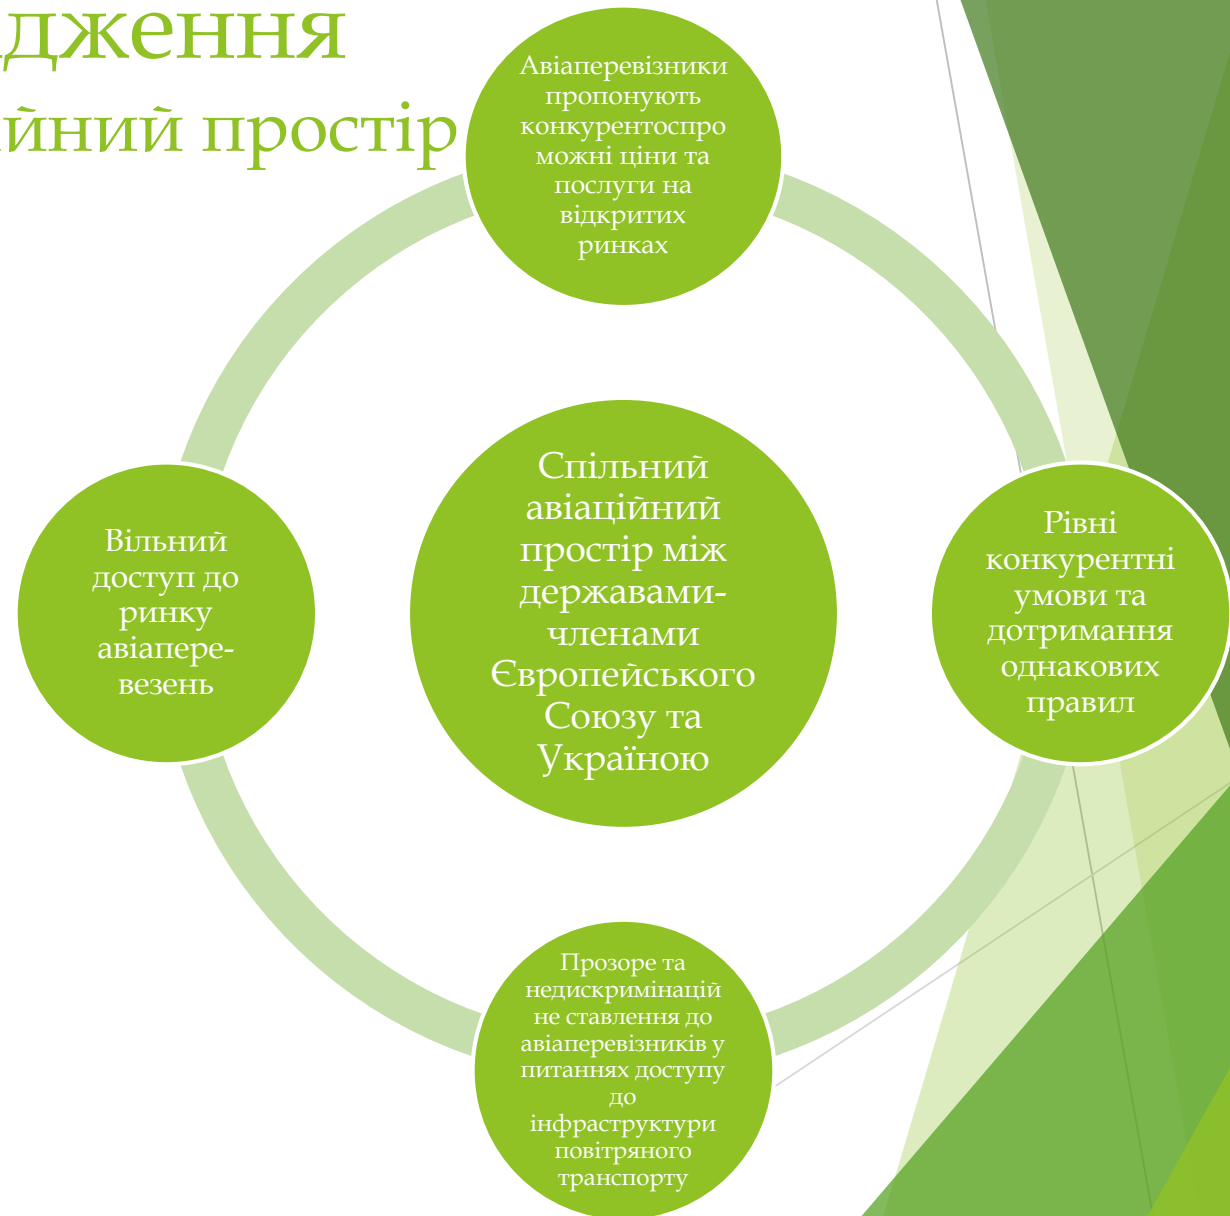 дження
йний простір
Авіаперевізники
пропонують
конкурентоспро
можні ціни та
послуги на
відкритих
ринках
Спільний
авіаційний
простір між
державами-
членами
Європейського
Союзу та
Україною
Вільний
доступ до
ринку
авіапере-
везень
Рівні
конкурентні
умови та
дотримання
однакових
правил
Прозоре та
недискримінацій
не ставлення до
авіаперевізників у
питаннях доступу
до
інфраструктури
повітряного
транспорту